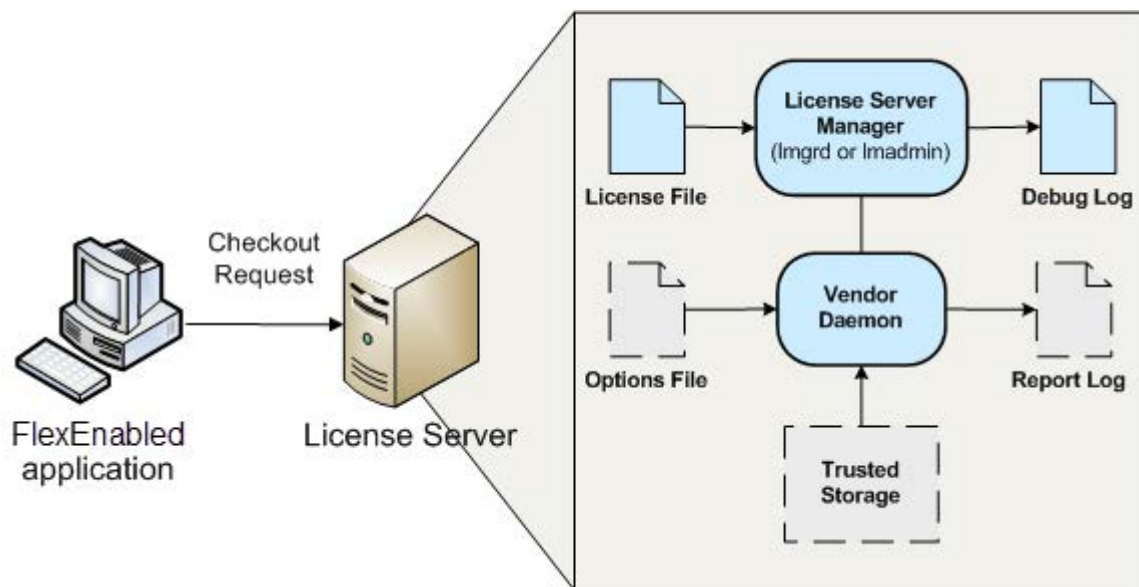 Checkout
Request
FlexEnabled
application
License Server
License Server
Manager
(lmgrd or lmadmin)
License File
Debug Log
Vendor
Daemon
Options File
Report Log
Trusted
Storage